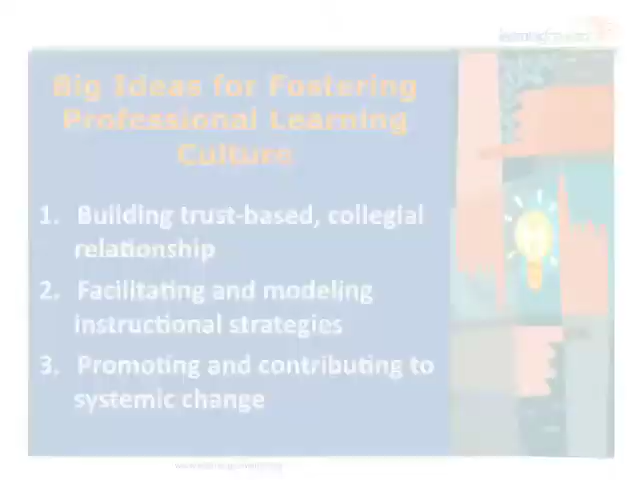 Big Ideas for Fostering
Professional Learning
Culture
1. Building trust-based, collegial
relationship
2. Facilitating and modeling
instructional strategies
3. Promoting and contributing to
systemic change